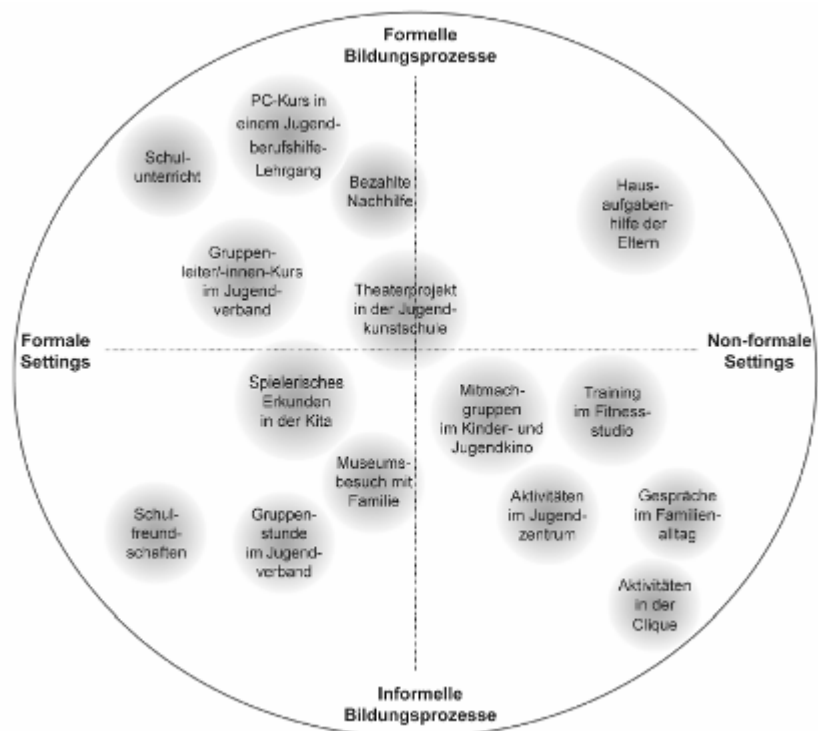 Formelle
Bildungsprozesse
PC-Kurs in
einem Jugend-
berufshilfe-
Lehrgang
Schul-
unterricht
Bezahlte
Nachhilfe
Haus-
aufgaben-
hilfe der
Eltern
Gruppen-
leiter/-innen-Kurs
im Jugend-
verband
Theaterprojekt
in der Jugend-
kunstschule
Formale
Settings
Non-formale
Settings
Spielerisches
Erkunden
in der Kita
Mitmach-
gruppen
im Kinder- und
Jugendkino
Training
im Fitness-
studio
Museums-
besuch mit
Familie
Schul-
freund-
schaften
Gruppen-
stunde
im Jugend-
verband
Aktivitäten
im Jugend-
zentrum
Gespräche
im Familien-
alltag
Aktivitäten
in der
Clique
Informelle
Bildungsprozesse